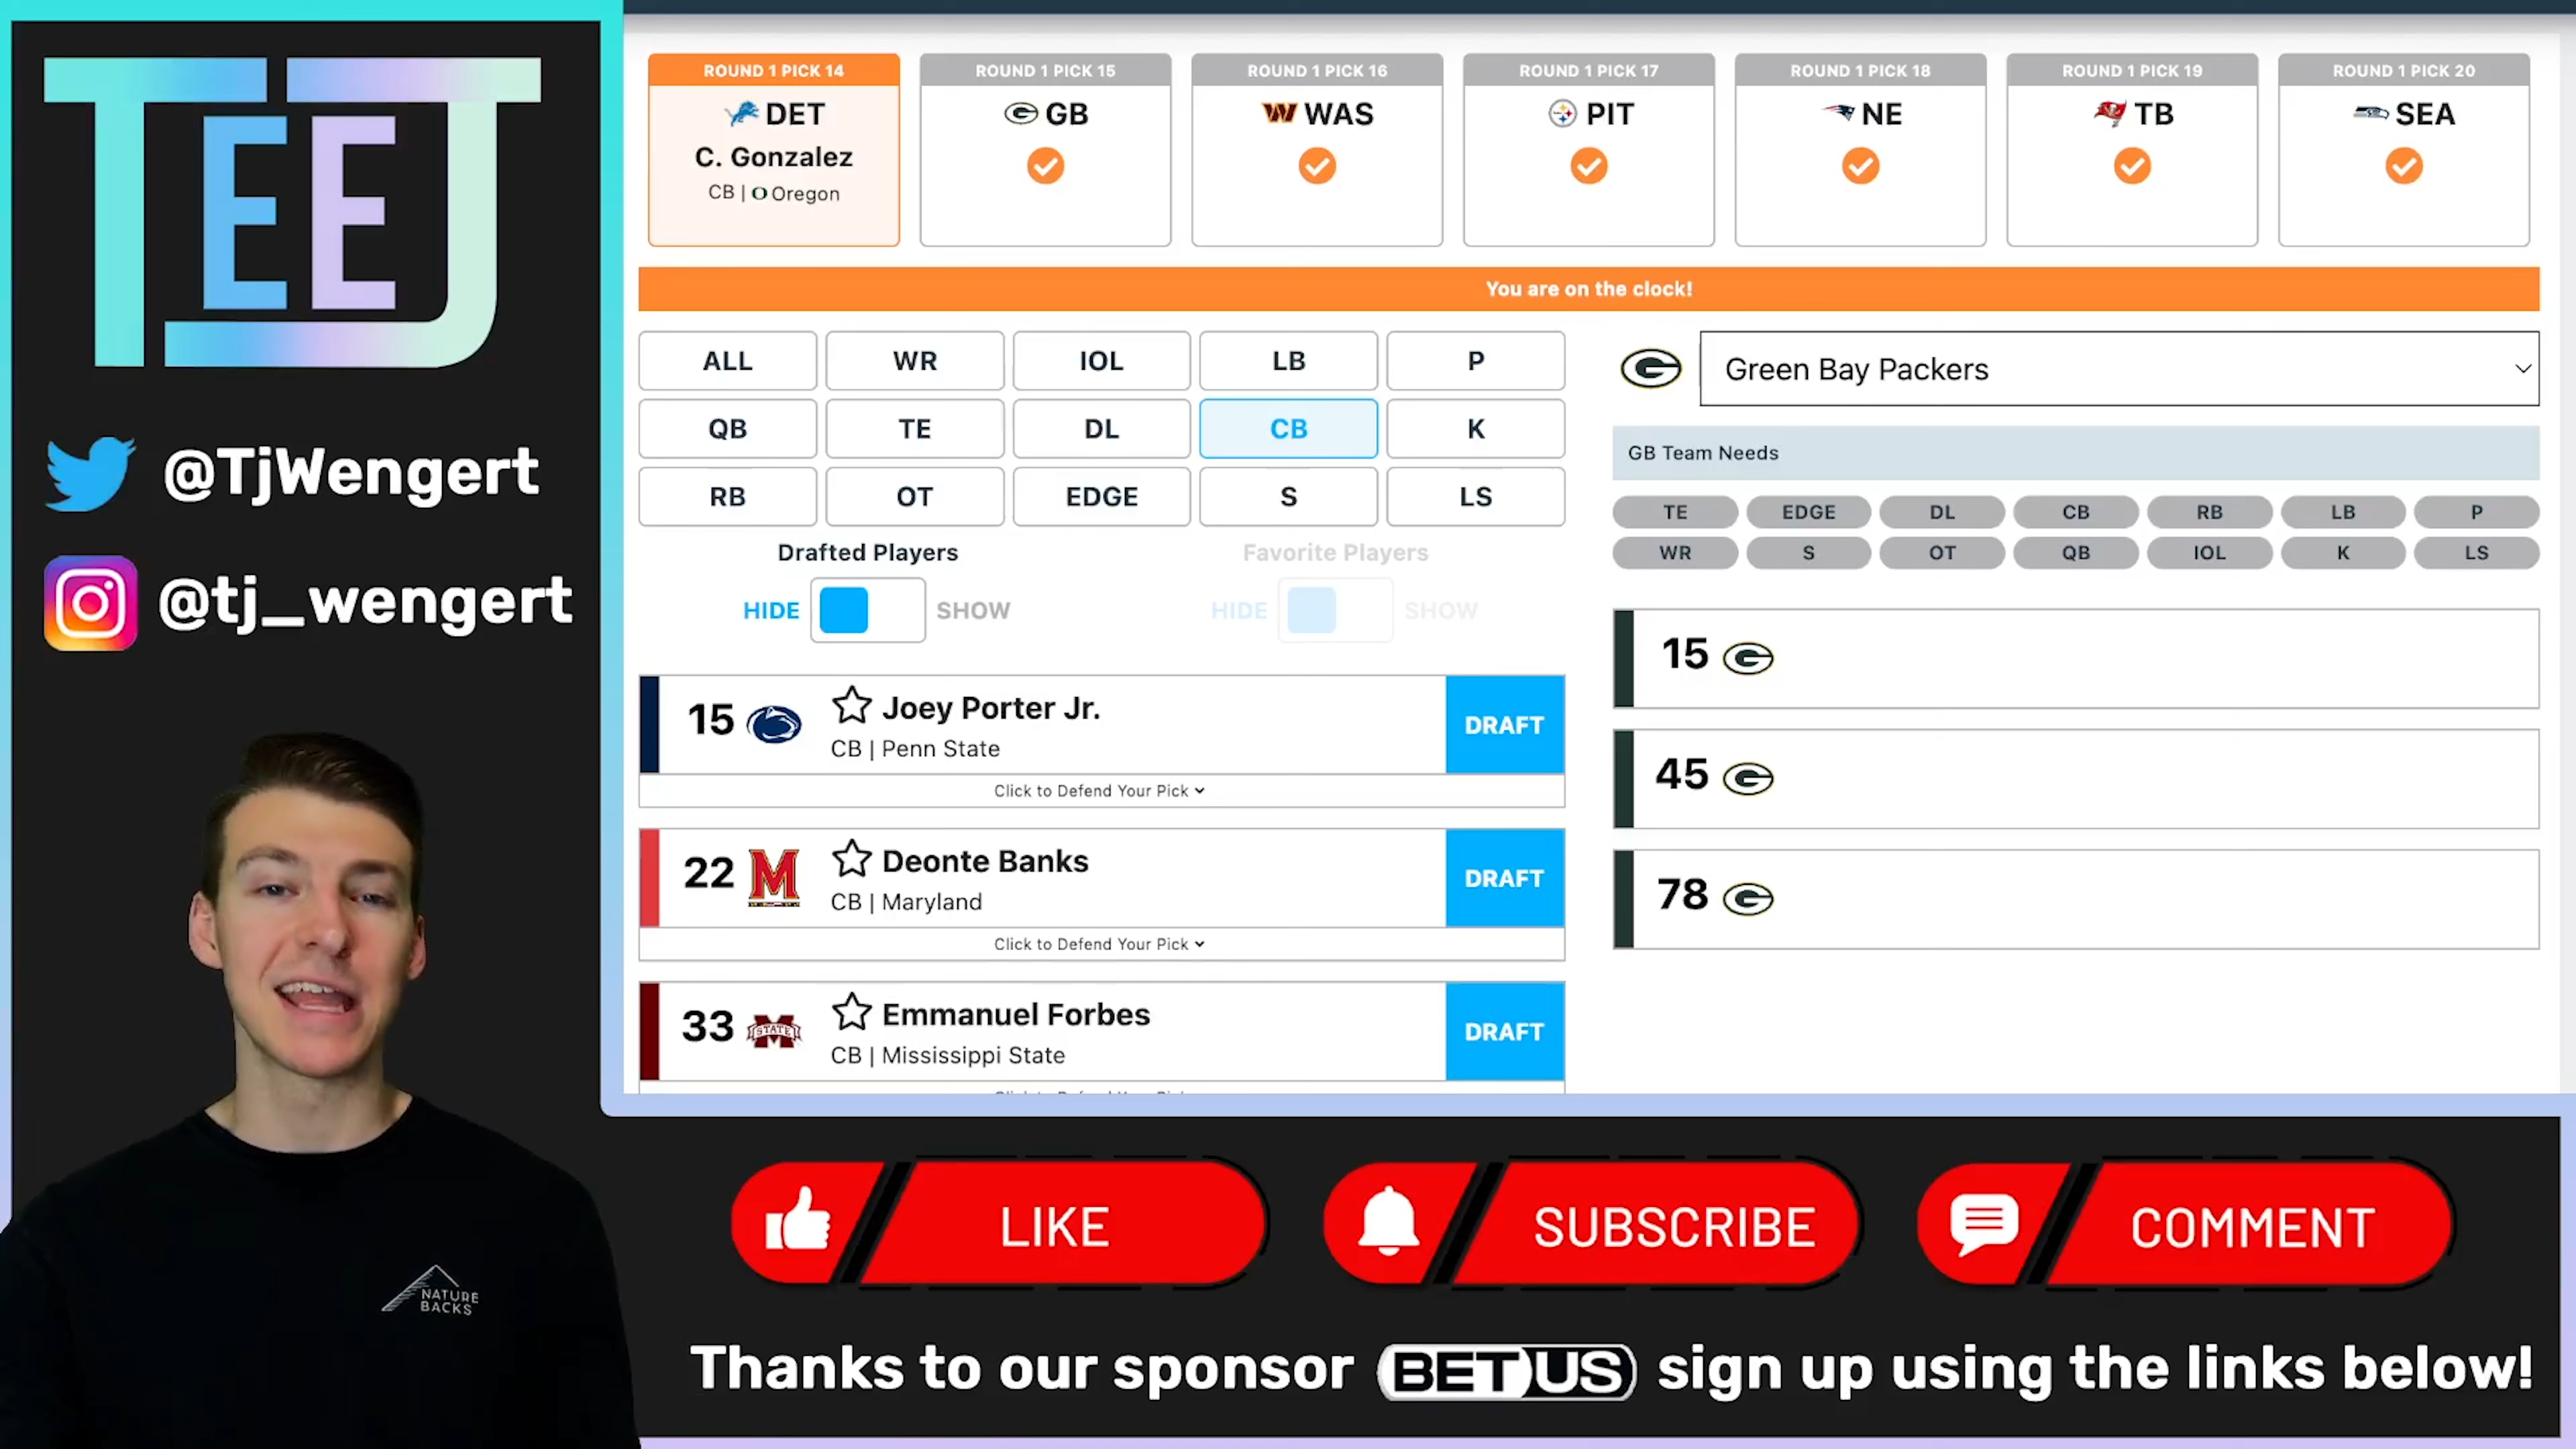 TEEJ
@TjWengert
@tj_wengert
NATURE
BACKS
ROUND 1 PICK 14
DET
C. Gonzalez
CB | Oregon
ROUND 1 PICK 15
GB
ROUND 1 PICK 16
WAS
ROUND 1 PICK 17
PIT
ROUND 1 PICK 18
NE
ROUND 1 PICK 19
TB
ROUND 1 PICK 20
SEA
You are on the clock!
ALL WR IOL LB P
QB TE DL CB K
RB OT EDGE S LS
Drafted Players
HIDE SHOW
Favorite Players
HIDE SHOW
15 Joey Porter Jr.
CB | Penn State
DRAFT
Click to Defend Your Pick
22 M Deonte Banks
CB | Maryland
DRAFT
Click to Defend Your Pick
33 STATE Emmanuel Forbes
CB | Mississippi State
DRAFT
Green Bay Packers
GB Team Needs
TE EDGE DL CB RB LB P
WR S OT QB IOL K LS
15
45
78
LIKE
SUBSCRIBE
COMMENT
Thanks to our sponsor BETUS sign up using the links below!